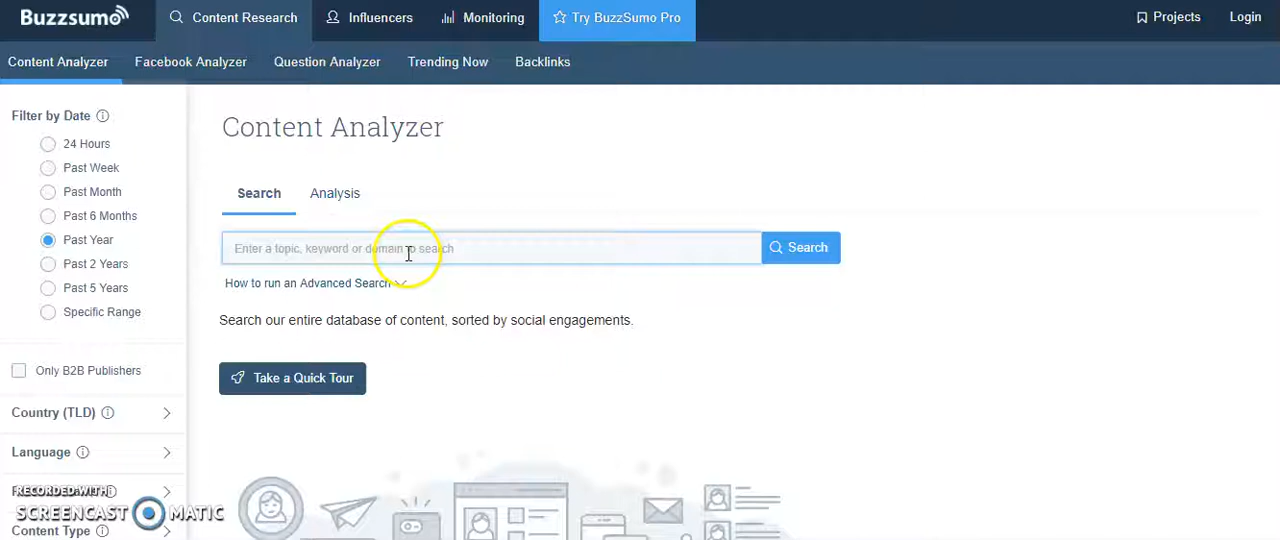 Buzzsumo
Content Research
Influencers
Monitoring
Try BuzzSumo Pro
Projects
Login
Content Analyzer
Facebook Analyzer
Question Analyzer
Trending Now
Backlinks
Filter by Date
24 Hours
Past Week
Past Month
Past 6 Months
Past Year
Past 2 Years
Past 5 Years
Specific Range
Only B2B Publishers
Country (TLD)
Language
RECORDED WITH
SCREENCAST MATIC
Content Type
Content Analyzer
Search
Analysis
Enter a topic, keyword or domain to search
Search
How to run an Advanced Search
Search our entire database of content, sorted by social engagements.
Take a Quick Tour